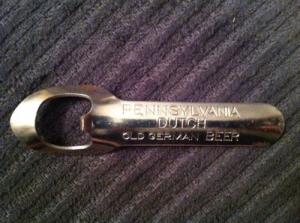 PENNSYLVANIA
DUTCH
OLD GERMAN BEER